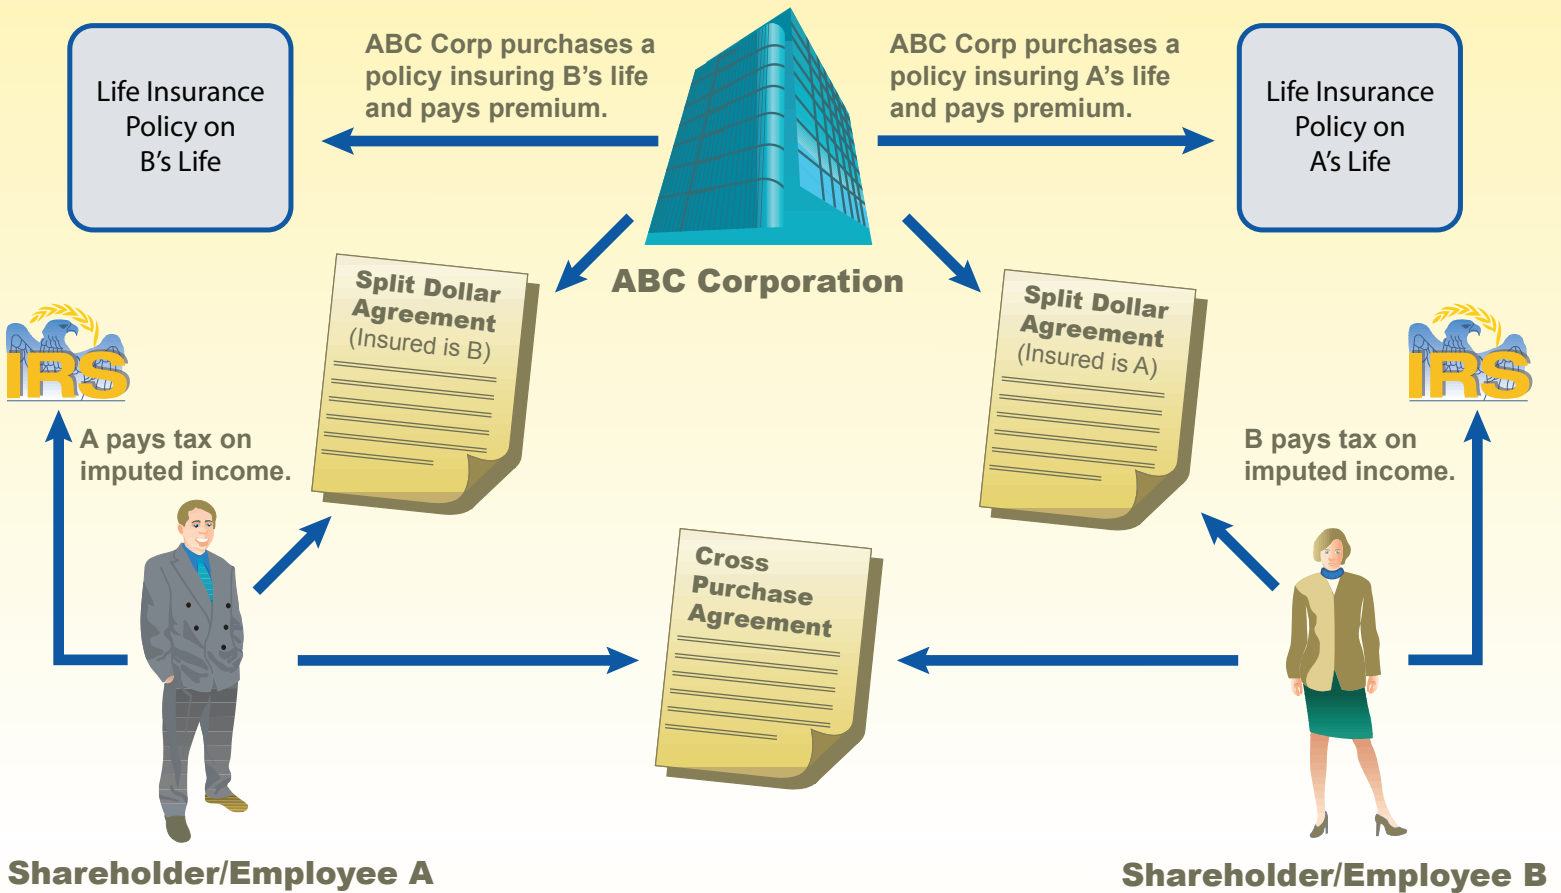 Life Insurance
Policy on
B's Life
ABC Corp purchases a
policy insuring B's life
and pays premium.
ABC Corp purchases a
policy insuring A's life
and pays premium.
Life Insurance
Policy on
A's Life
ABC Corporation
Split Dollar
Agreement
(Insured is B)
Split Dollar
Agreement
(Insured is A)
IRS
IRS
A pays tax on
imputed income.
B pays tax on
imputed income.
Cross
Purchase
Agreement
Shareholder/Employee A
Shareholder/Employee B